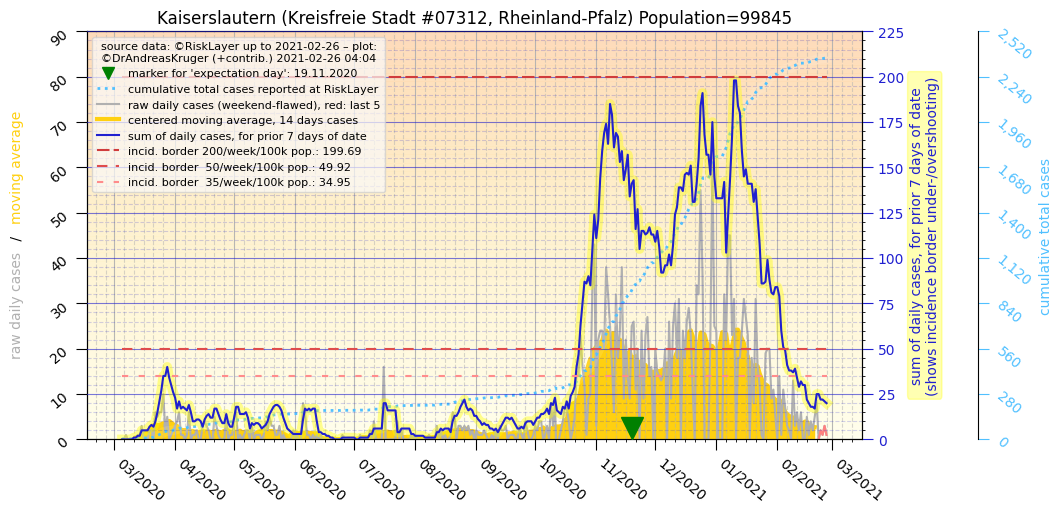 Kaiserslautern (Kreisfreie Stadt #07312, Rheinland-Pfalz) Population=99845
source data: ©RiskLayer up to 2021-02-26 – plot:
©DrAndreasKruger (+contrib.) 2021-02-26 04:04
marker for 'expectation day': 19.11.2020
cumulative total cases reported at RiskLayer
raw daily cases (weekend-flawed), red: last 5
centered moving average, 14 days cases
sum of daily cases, for prior 7 days of date
incid. border 200/week/100k pop.: 199.69
incid. border  50/week/100k pop.: 49.92
incid. border  35/week/100k pop.: 34.95
raw daily cases / moving average
90
80
70
60
50
40
30
20
10
0
03/2020
04/2020
05/2020
06/2020
07/2020
08/2020
09/2020
10/2020
11/2020
12/2020
01/2021
02/2021
03/2021
225
200
175
150
125
100
75
50
25
0
sum of daily cases, for prior 7 days of date
(shows incidence border under-/overshooting)
2,520
2,240
1,960
1,680
1,400
1,120
840
560
280
0
cumulative total cases